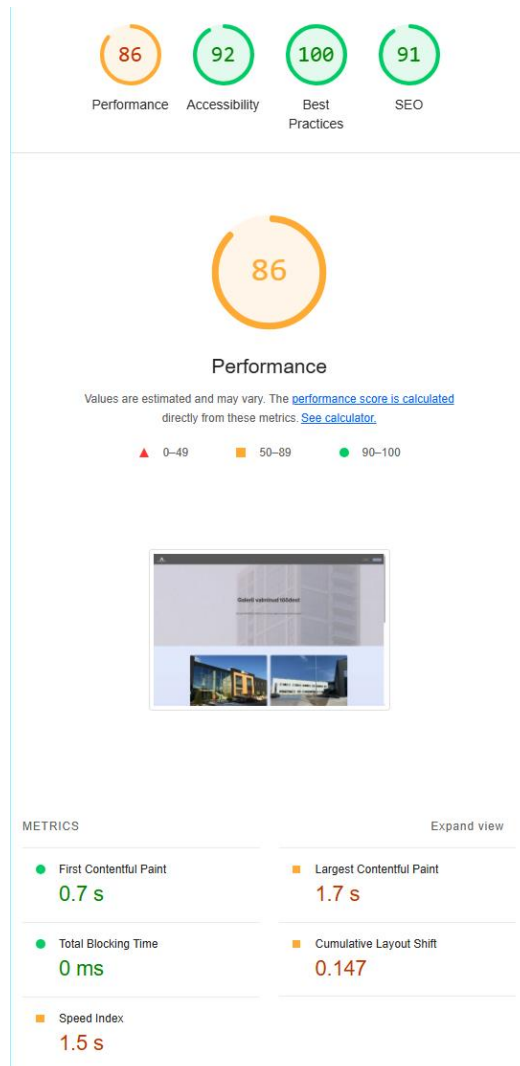 86
92
100
91
Performance
Accessibility
Best
Practices
SEO
86
Performance
Values are estimated and may vary. The performance score is calculated
directly from these metrics. See calculator.
0–49
50–89
90–100
METRICS
Expand view
First Contentful Paint
0.7 s
Largest Contentful Paint
1.7 s
Total Blocking Time
0 ms
Cumulative Layout Shift
0.147
Speed Index
1.5 s